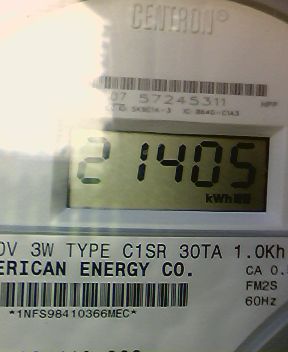 CENTRON®
07 57245311
21405
kWh
0V 3W TYPE C1SR 30TA 1.0Kh
ERICAN ENERGY CO.
CA 0.
FM2S
60Hz
*1NFS98410366MEC*